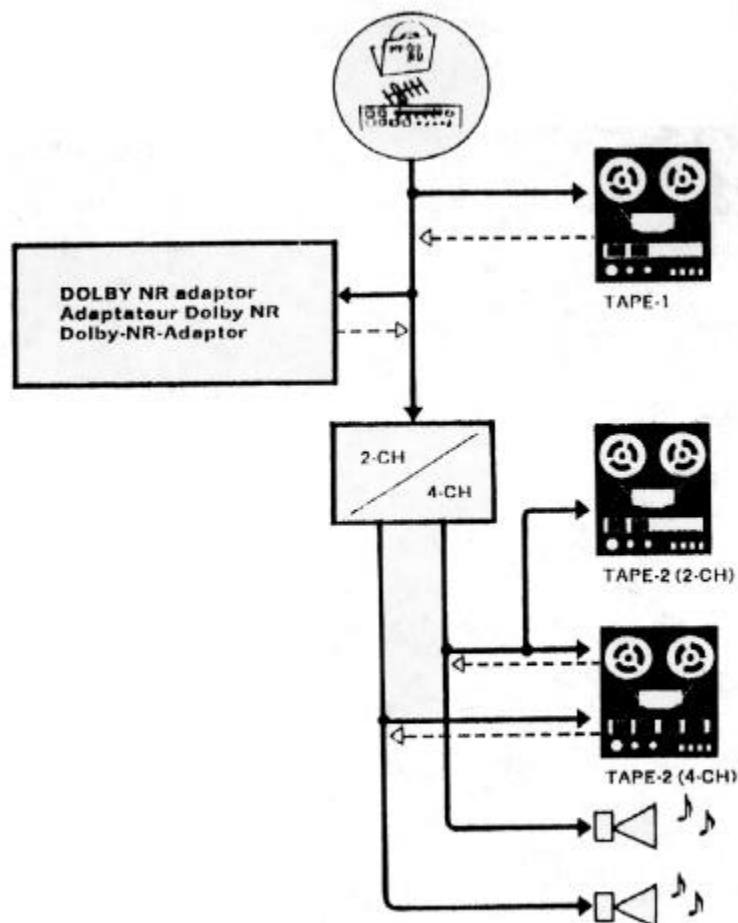 TAPE-1
DOLBY NR adaptor
Adaptateur Dolby NR
Dolby-NR-Adaptor
2-CH
4-CH
TAPE-2 (2-CH)
TAPE-2 (4-CH)